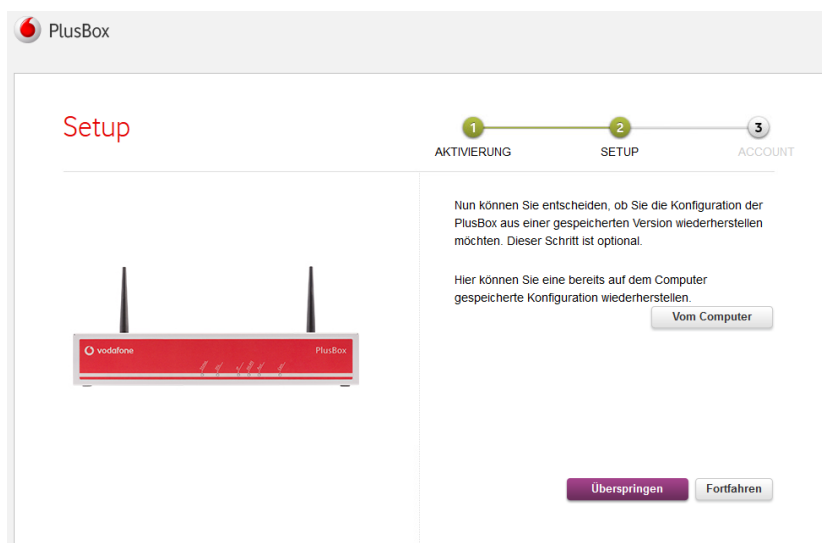 PlusBox
Setup
1
2
3
AKTIVIERUNG
SETUP
ACCOUNT
Nun können Sie entscheiden, ob Sie die Konfiguration der
PlusBox aus einer gespeicherten Version wiederherstellen
möchten. Dieser Schritt ist optional.
Hier können Sie eine bereits auf dem Computer
gespeicherte Konfiguration wiederherstellen.
Vom Computer
vodafone
PlusBox
Überspringen
Fortfahren